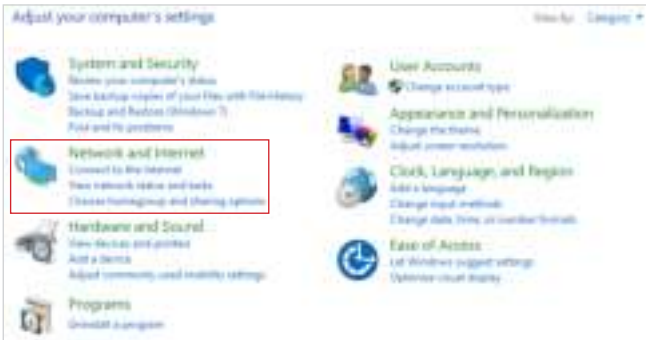 Adjust your computer's settings
View by: Category
System and Security
Review your computer's status
Save backup copies of your files with File History
Backup and Restore (Windows 7)
Find and fix problems
Network and Internet
Connect to the Internet
View network status and tasks
Choose homegroup and sharing options
Hardware and Sound
View devices and printers
Add a device
Adjust commonly used mobility settings
Programs
Uninstall a program
User Accounts
Change account type
Appearance and Personalization
Change the theme
Adjust screen resolution
Clock, Language, and Region
Add a language
Change input methods
Change date, time, or number formats
Ease of Access
Let Windows suggest settings
Optimize visual display